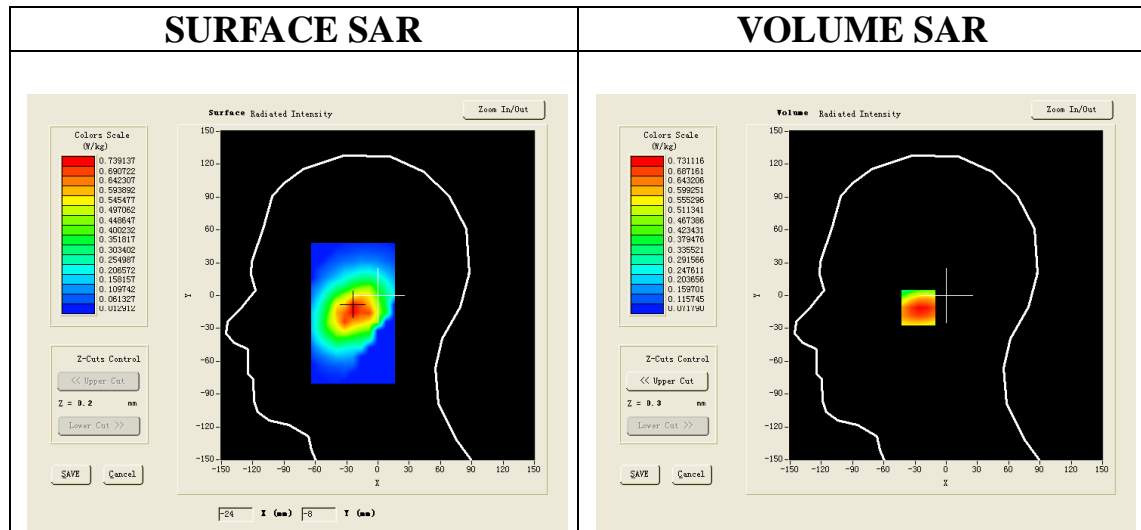 SURFACE SAR
VOLUME SAR
Surface Radiated Intensity
Zoom In/Out
Colors Scale
(W/kg)
0.739137
0.690722
0.642307
0.593892
0.545477
0.497062
0.448647
0.400232
0.351817
0.303402
0.254987
0.206572
0.158157
0.109742
0.061327
0.012912
150
120
90
60
30
0
-30
-60
-90
-120
-150
Y
-150 -120 -90 -60 -30 0 30 60 90 120 150
X
Z-Cuts Control
<< Upper Cut
Z = 0.2 mm
Lower Cut >>
SAVE Cancel
-24 X (mm) -8 Y (mm)
Volume Radiated Intensity
Zoom In/Out
Colors Scale
(W/kg)
0.731116
0.687161
0.643206
0.599251
0.555296
0.511341
0.467386
0.423431
0.379476
0.335521
0.291566
0.247611
0.203656
0.159701
0.115745
0.071790
150
120
90
60
30
0
-30
-60
-90
-120
-150
Y
-150 -120 -90 -60 -30 0 30 60 90 120 150
X
Z-Cuts Control
<< Upper Cut
Z = 0.3 mm
Lower Cut >>
SAVE Cancel